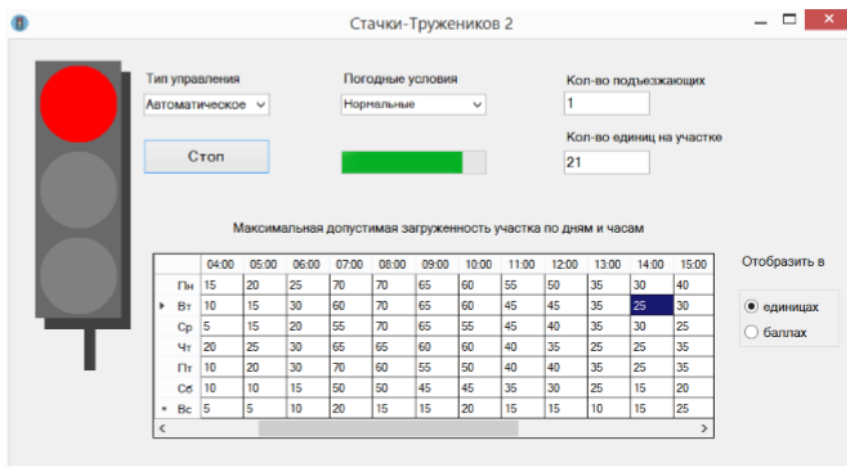 Стачки-Тружеников 2
Тип управления Погодные условия Кол-во подъезжающих
Автоматическое Нормальные 1
Кол-во единиц на участке
Стоп 21
Максимальная допустимая загруженность участка по дням и часам
04:00 05:00 06:00 07:00 08:00 09:00 10:00 11:00 12:00 13:00 14:00 15:00 Отобразить в
Пн 15 20 25 70 70 65 60 55 50 35 30 40
Вт 10 15 30 60 70 65 60 45 45 35 25 30 единицах
Ср 5 15 20 55 70 65 55 45 40 35 30 25 баллах
Чт 20 25 30 65 65 60 60 40 35 25 25 35
Пт 10 20 30 70 60 55 50 40 40 35 25 35
Сб 10 10 15 50 50 45 45 35 30 25 15 20
Вс 5 5 10 20 15 15 20 15 15 10 15 25